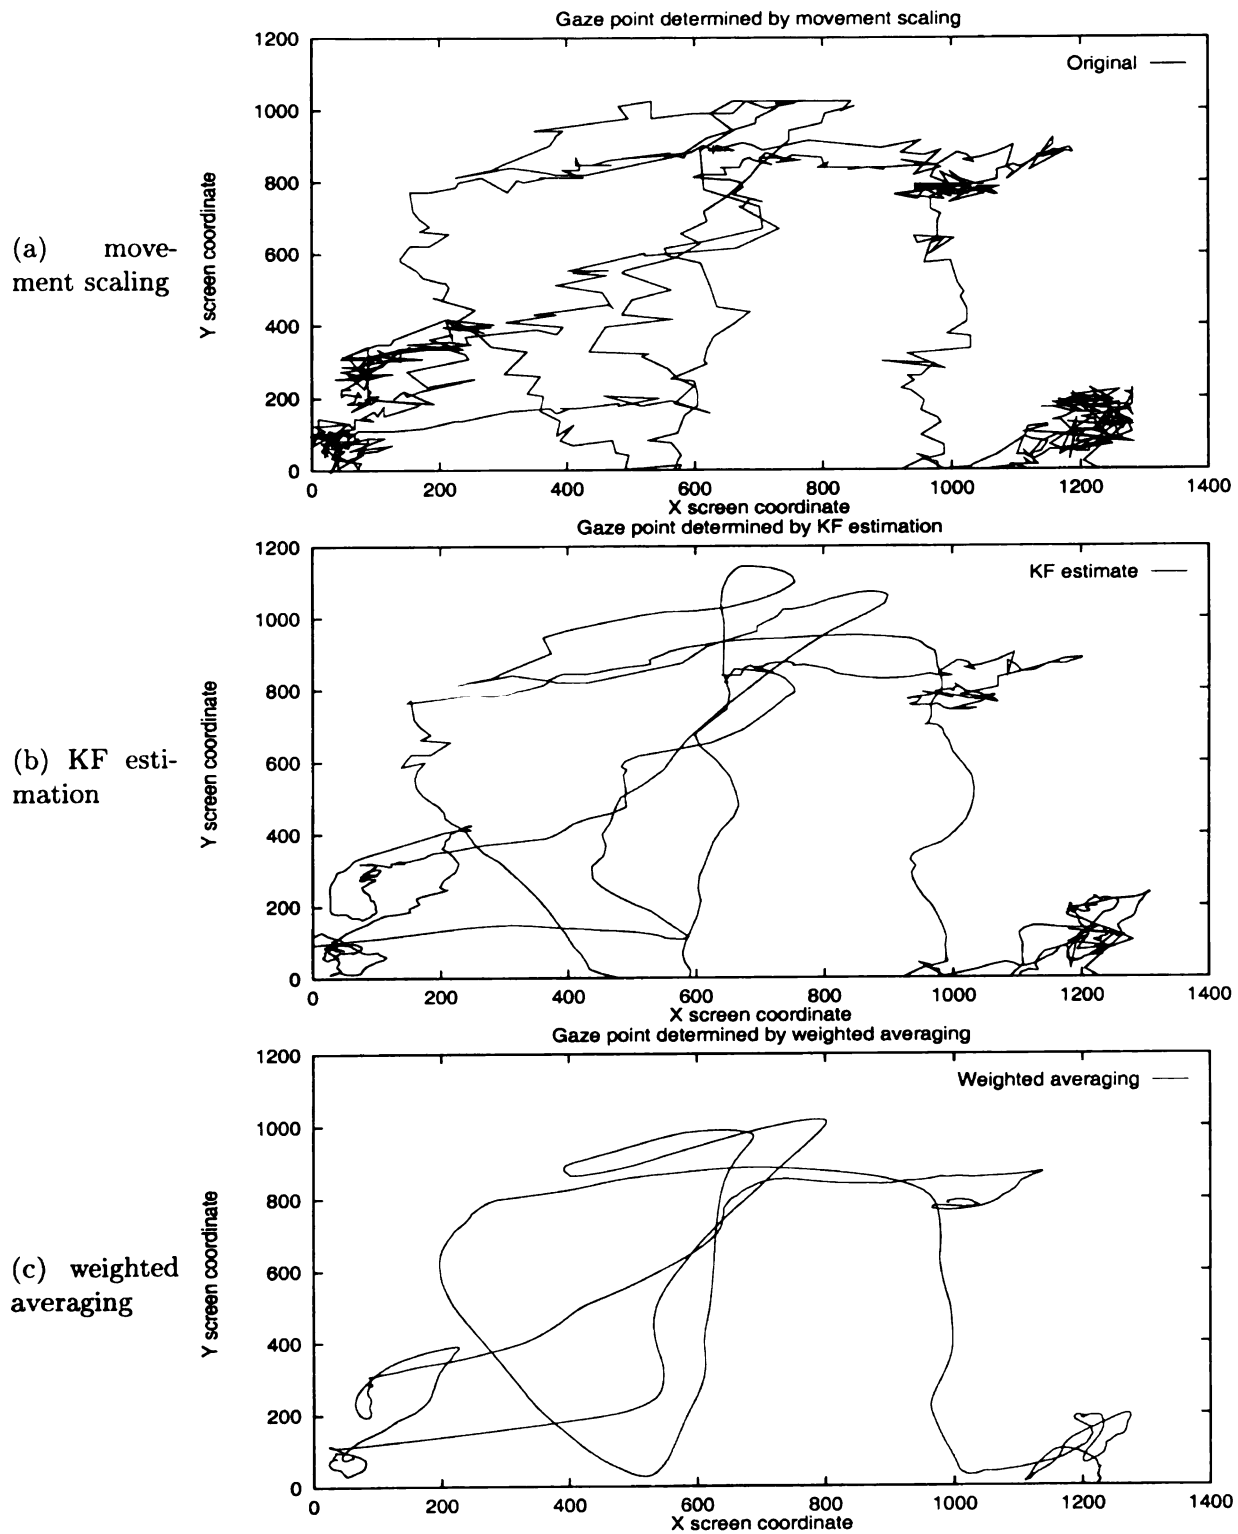 Gaze point determined by movement scaling
1200
Original
1000
800
(a) move-
ment scaling
Y screen coordinate
600
400
200
0
0 200 400 600 800 1000 1200 1400
X screen coordinate
Gaze point determined by KF estimation
1200
KF estimate
1000
800
(b) KF esti-
mation
Y screen coordinate
600
400
200
0
0 200 400 600 800 1000 1200 1400
X screen coordinate
Gaze point determined by weighted averaging
1200
Weighted averaging
1000
800
(c) weighted
averaging
Y screen coordinate
600
400
200
0
0 200 400 600 800 1000 1200 1400
X screen coordinate